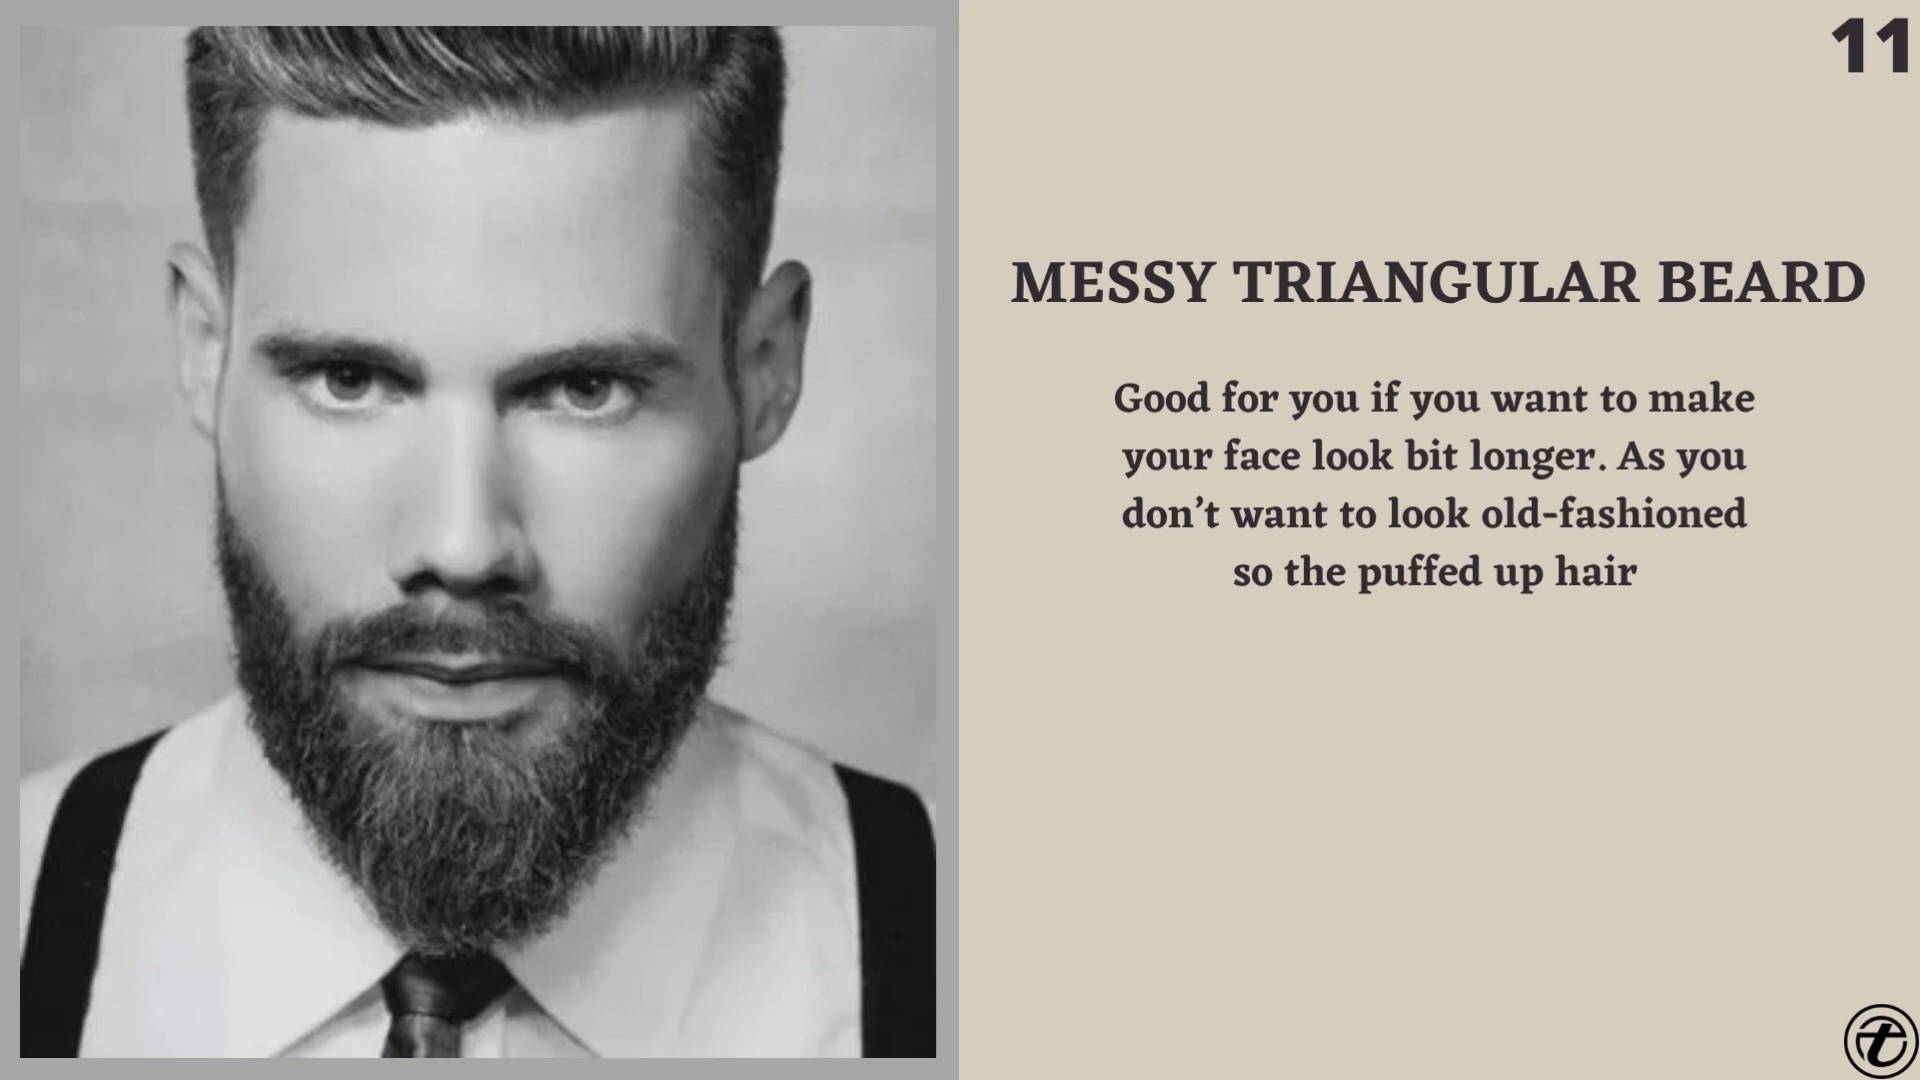 11
MESSY TRIANGULAR BEARD
Good for you if you want to make
your face look bit longer. As you
don’t want to look old-fashioned
so the puffed up hair
t